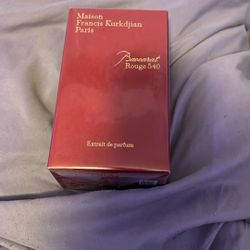 Maison
Francis Kurkdjian
Paris
Baccarat
Rouge 540
Extrait de parfum